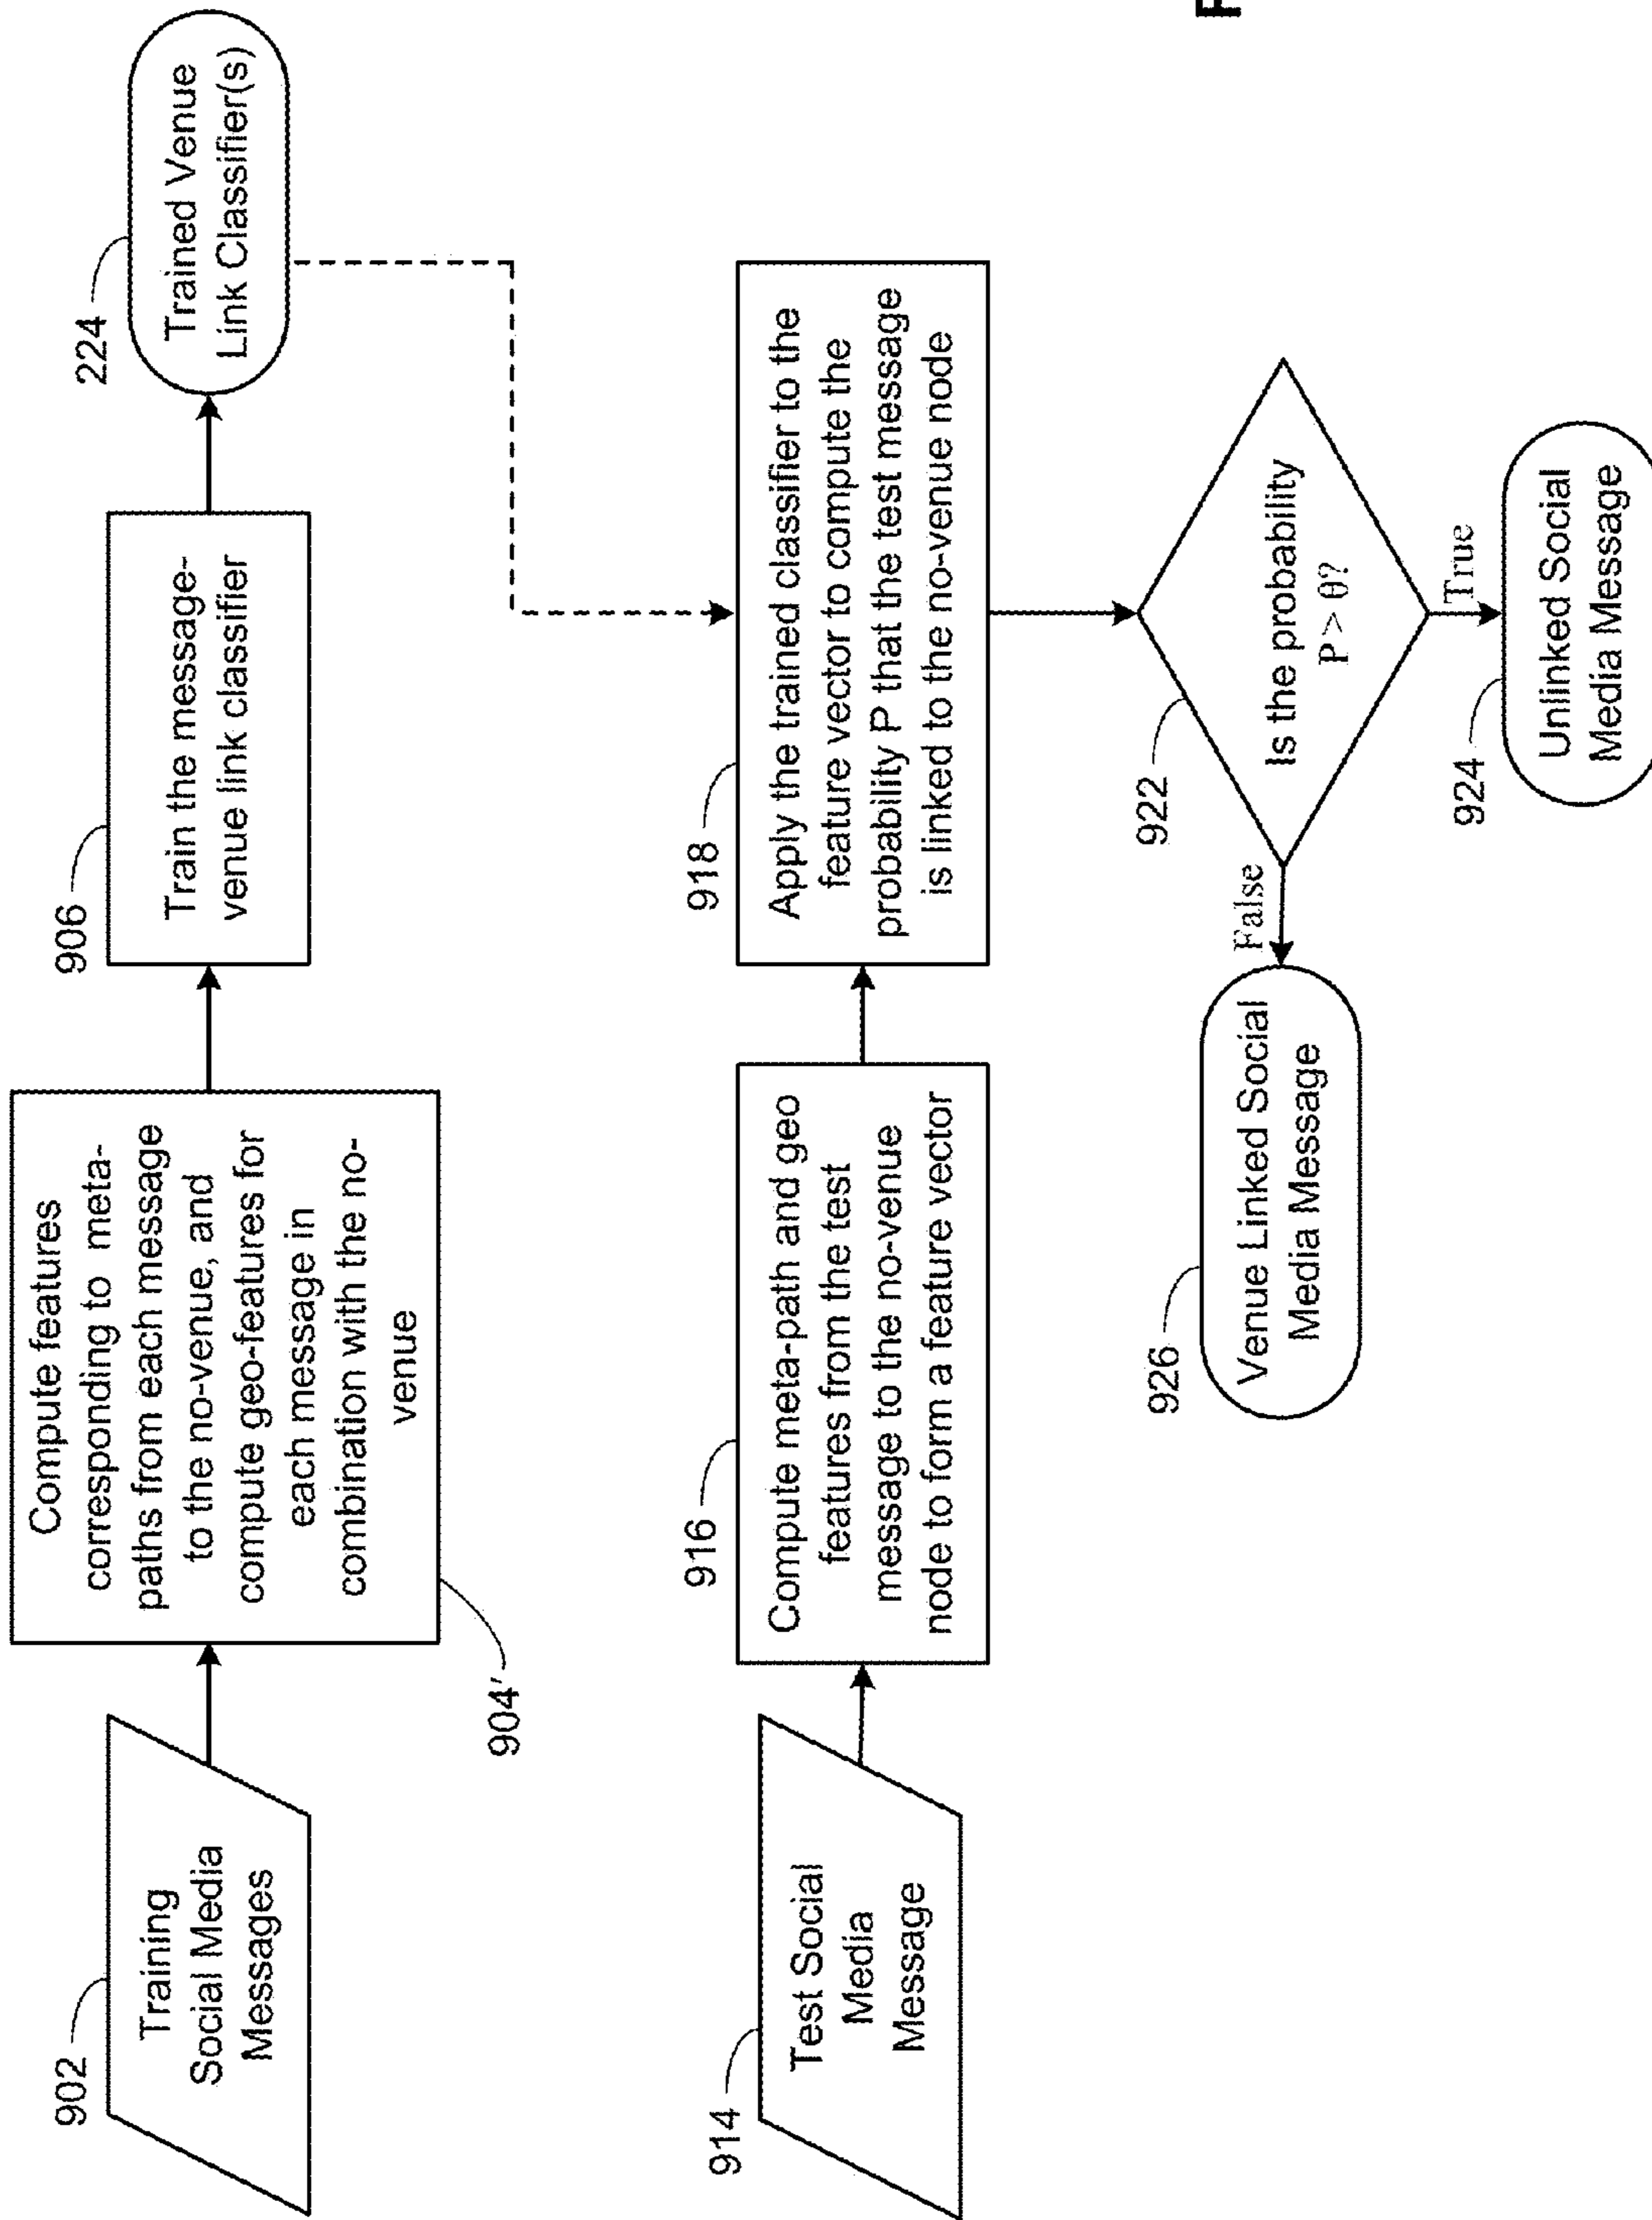 902
Training
Social Media
Messages
904′
Compute features
corresponding to meta-
paths from each message
to the no-venue, and
compute geo-features for
each message in
combination with the no-
venue
906
Train the message-
venue link classifier
224
Trained Venue
Link Classifier(s)
914
Test Social
Media
Message
916
Compute meta-path and geo
features from the test
message to the no-venue
node to form a feature vector
918
Apply the trained classifier to the
feature vector to compute the
probability P that the test message
is linked to the no-venue node
922
Is the probability
P > θ?
False
True
926
Venue Linked Social
Media Message
924
Unlinked Social
Media Message